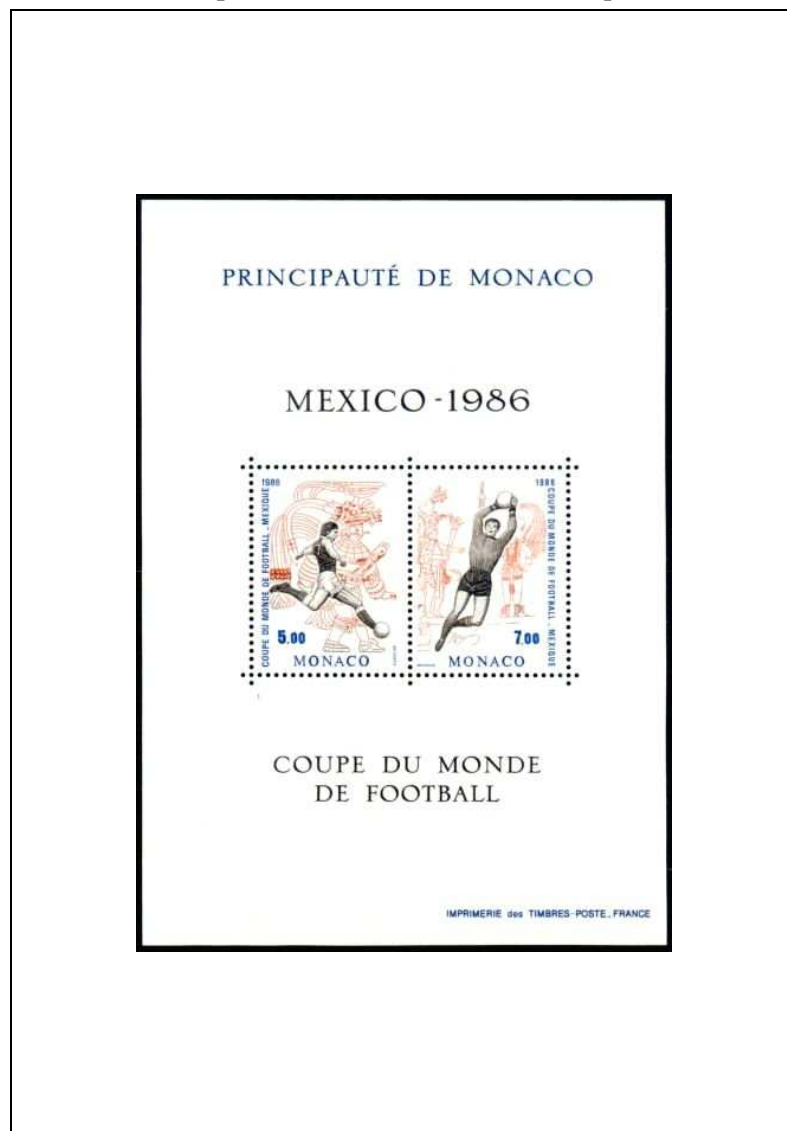 PRINCIPAUTÉ DE MONACO
MEXICO - 1986
1986
COUPE DU MONDE DE FOOTBALL _ MEXIQUE
5.00
MONACO
1986
COUPE DU MONDE DE FOOTBALL _ MEXIQUE
7.00
MONACO
COUPE DU MONDE
DE FOOTBALL
IMPRIMERIE des TIMBRES-POSTE _ FRANCE